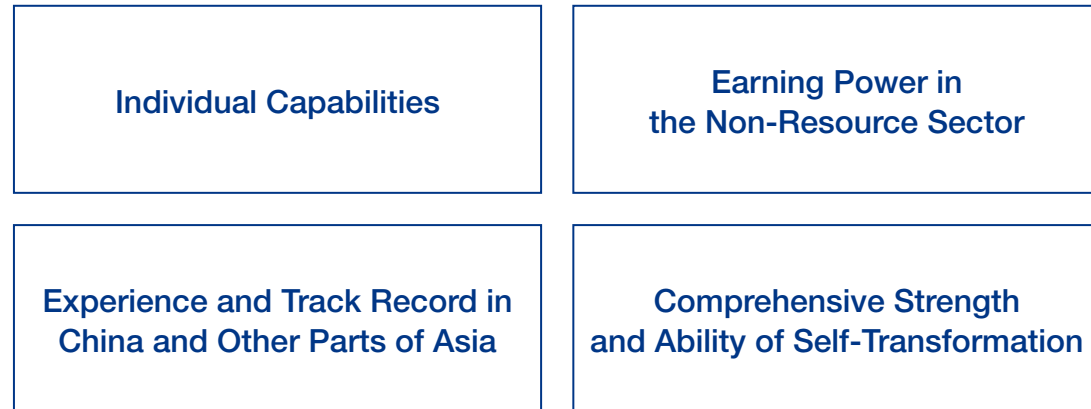 Individual Capabilities
Earning Power in
the Non-Resource Sector
Experience and Track Record in
China and Other Parts of Asia
Comprehensive Strength
and Ability of Self-Transformation